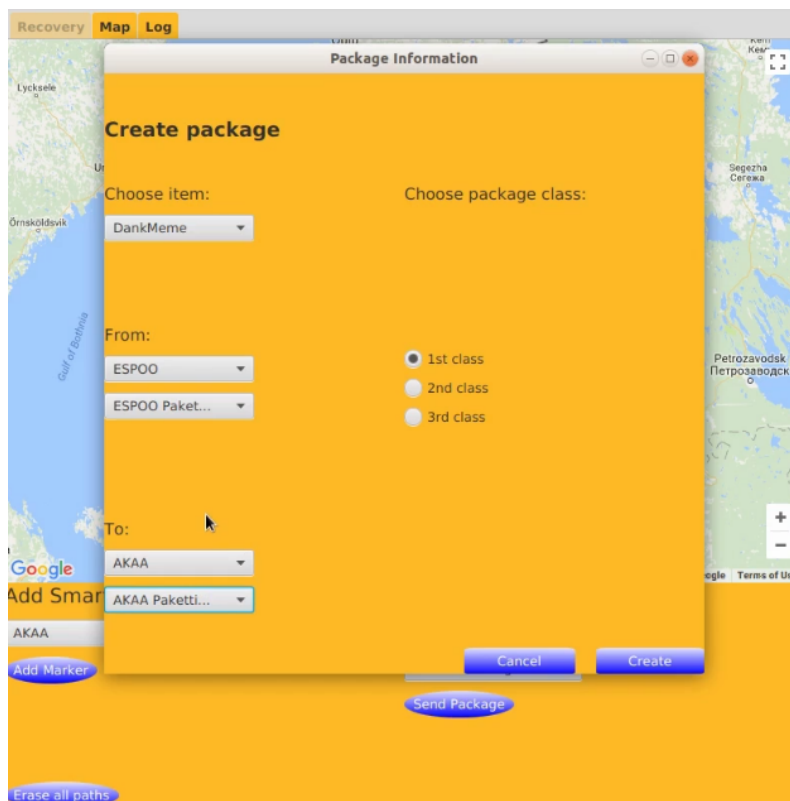 Recovery Map Log
Package Information
Lycksele
Create package
Segezha
Сегежа
Choose item:
Choose package class:
Örnsköldsvik
DankMeme
Gulf of Bothnia
From:
ESPOO
1st class
Petrozavodsk
Петрозаводск
2nd class
ESPOO Paket...
3rd class
To:
AKAA
Google
Terms of Us
Add Smar
AKAA Paketti...
AKAA
Cancel
Create
Add Marker
Send Package
Erase all paths